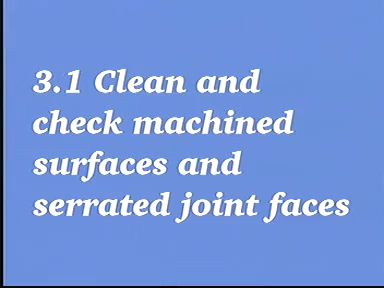 3.1 Clean and
check machined
surfaces and
serrated joint faces